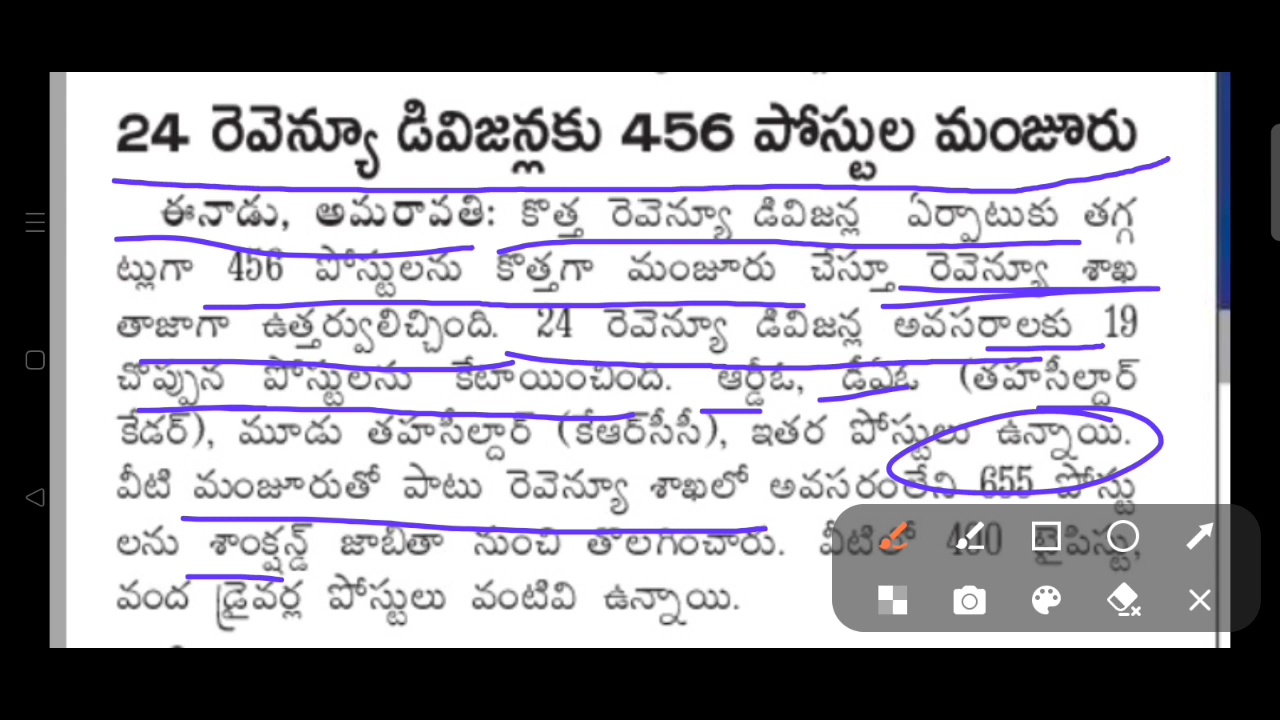 24 రెవెన్యూ డివిజన్లకు 456 పోస్టుల మంజూరు
ఈనాడు, అమరావతి: కొత్త రెవెన్యూ డివిజన్ల ఏర్పాటుకు తగ్గ
ట్లుగా 456 పోస్టులను కొత్తగా మంజూరు చేస్తూ రెవెన్యూ శాఖ
తాజాగా ఉత్తర్వులిచ్చింది. 24 రెవెన్యూ డివిజన్ల అవసరాలకు 19
చొప్పున పోస్టులను కేటాయించింది. ఆర్డీఓ, డీఏఓ (తహసీల్దార్
కేడర్), మూడు తహసీల్దార్ (కేఆర్‌సీసీ), ఇతర పోస్టులు ఉన్నాయి.
వీటి మంజూరుతో పాటు రెవెన్యూ శాఖలో అవసరంలేని 655 పోస్టు
లను శాంక్షన్డ్ జాబితా నుంచి తొలగించారు. వీటిలో 400 టైపిస్టు,
వంద డ్రైవర్ల పోస్టులు వంటివి ఉన్నాయి.